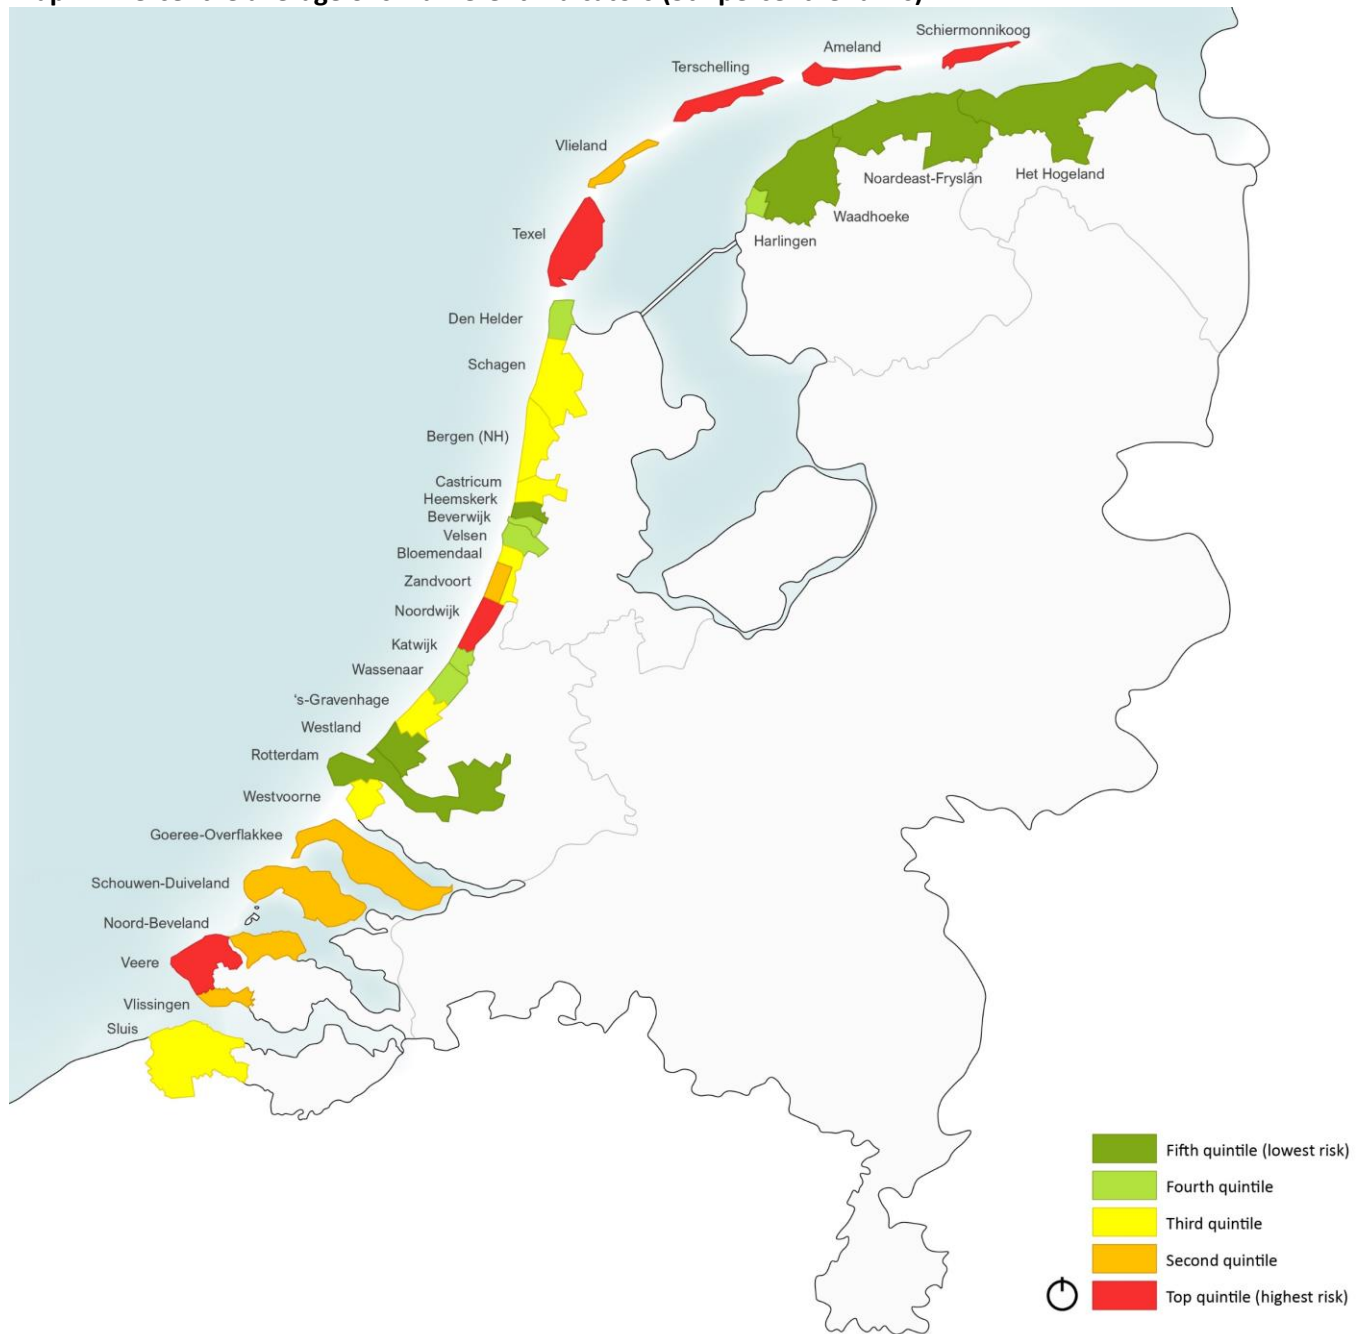 Schiermonnikoog
Ameland
Terschelling
Vlieland
Noardeast-Fryslân
Het Hogeland
Waadhoeke
Texel
Harlingen
Den Helder
Schagen
Bergen (NH)
Castricum
Heemskerk
Beverwijk
Velsen
Bloemendaal
Zandvoort
Noordwijk
Katwijk
Wassenaar
's-Gravenhage
Westland
Rotterdam
Westvoorne
Goeree-Overflakkee
Schouwen-Duiveland
Noord-Beveland
Veere
Vlissingen
Sluis
Fifth quintile (lowest risk)
Fourth quintile
Third quintile
Second quintile
Top quintile (highest risk)